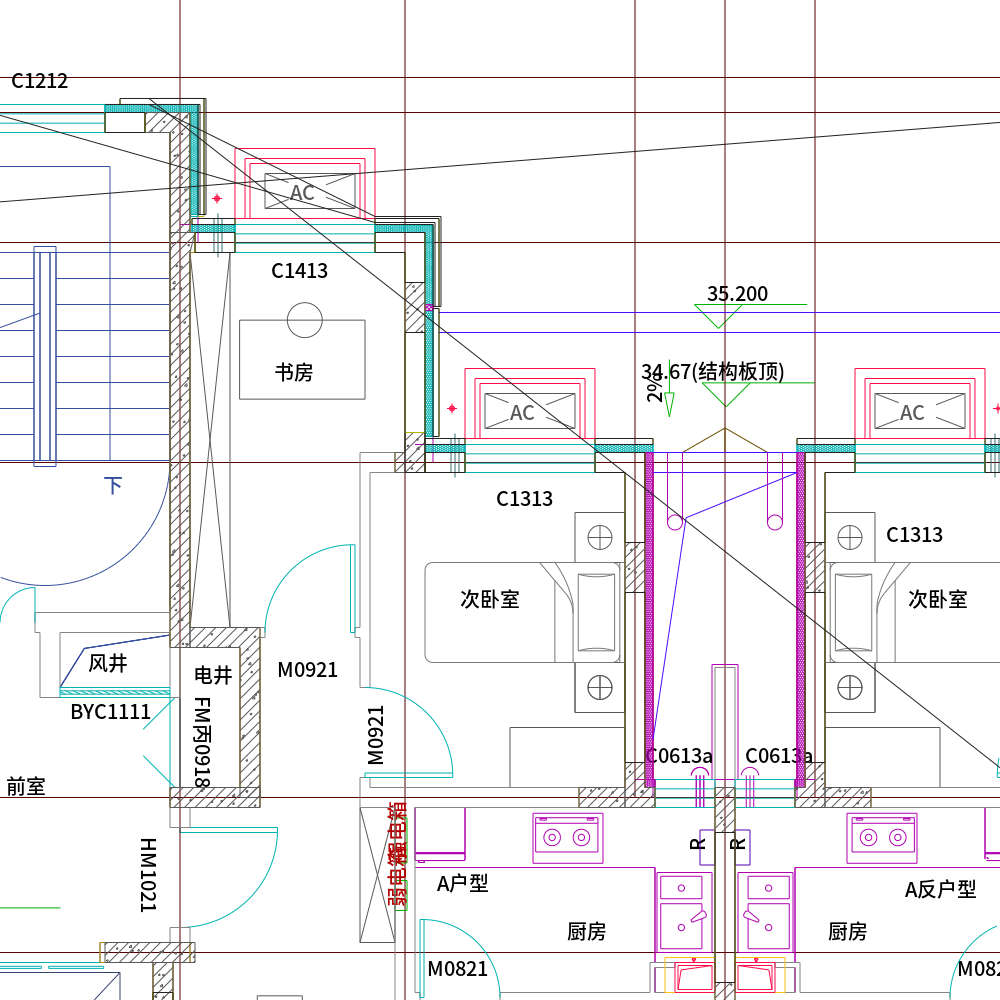 C1212
AC
C1413
35.200
书房
34.67(结构板顶)
2%
AC
AC
下
C1313
C1313
次卧室
次卧室
风井
电井
M0921
BYC1111
FM丙0918
M0921
C0613a
C0613a
前室
强电箱
弱电箱
R
R
HM1021
A户型
A反户型
厨房
厨房
M0821
M082